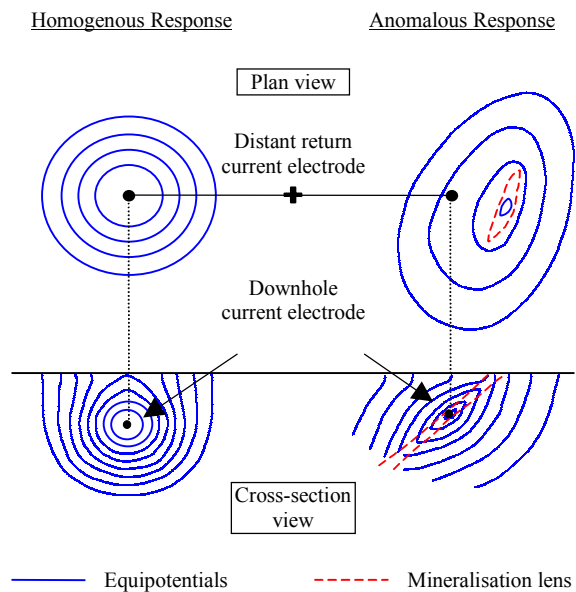 Homogenous Response
Anomalous Response
Plan view
Distant return
current electrode
Downhole
current electrode
Cross-section
view
Equipotentials
Mineralisation lens